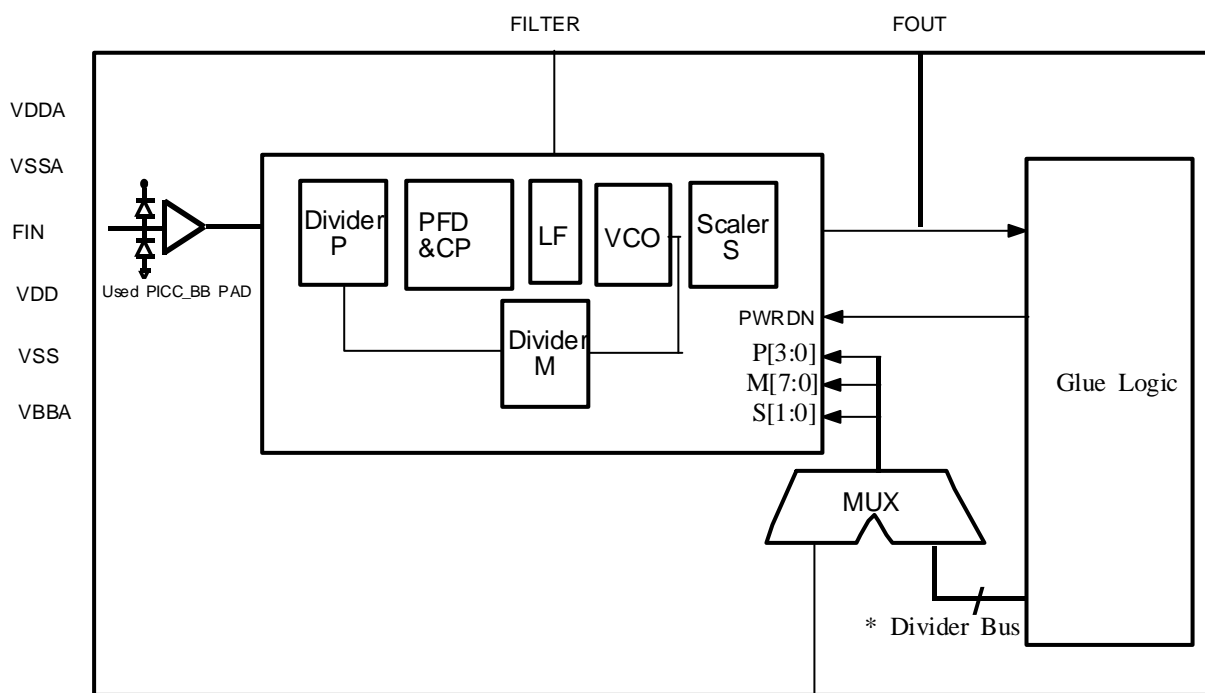 FILTER
FOUT
VDDA
VSSA
FIN
VDD
VSS
VBBA
Used PICC_BB PAD
Divider
P
PFD
&CP
LF
VCO
Scaler
S
Divider
M
PWRDN
P[3:0]
M[7:0]
S[1:0]
Glue Logic
MUX
* Divider Bus